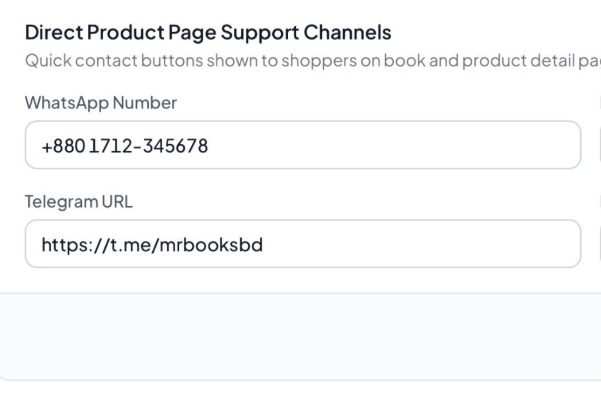 Direct Product Page Support Channels
Quick contact buttons shown to shoppers on book and product detail
WhatsApp Number
+880 1712-345678
Telegram URL
https://t.me/mrbooksbd